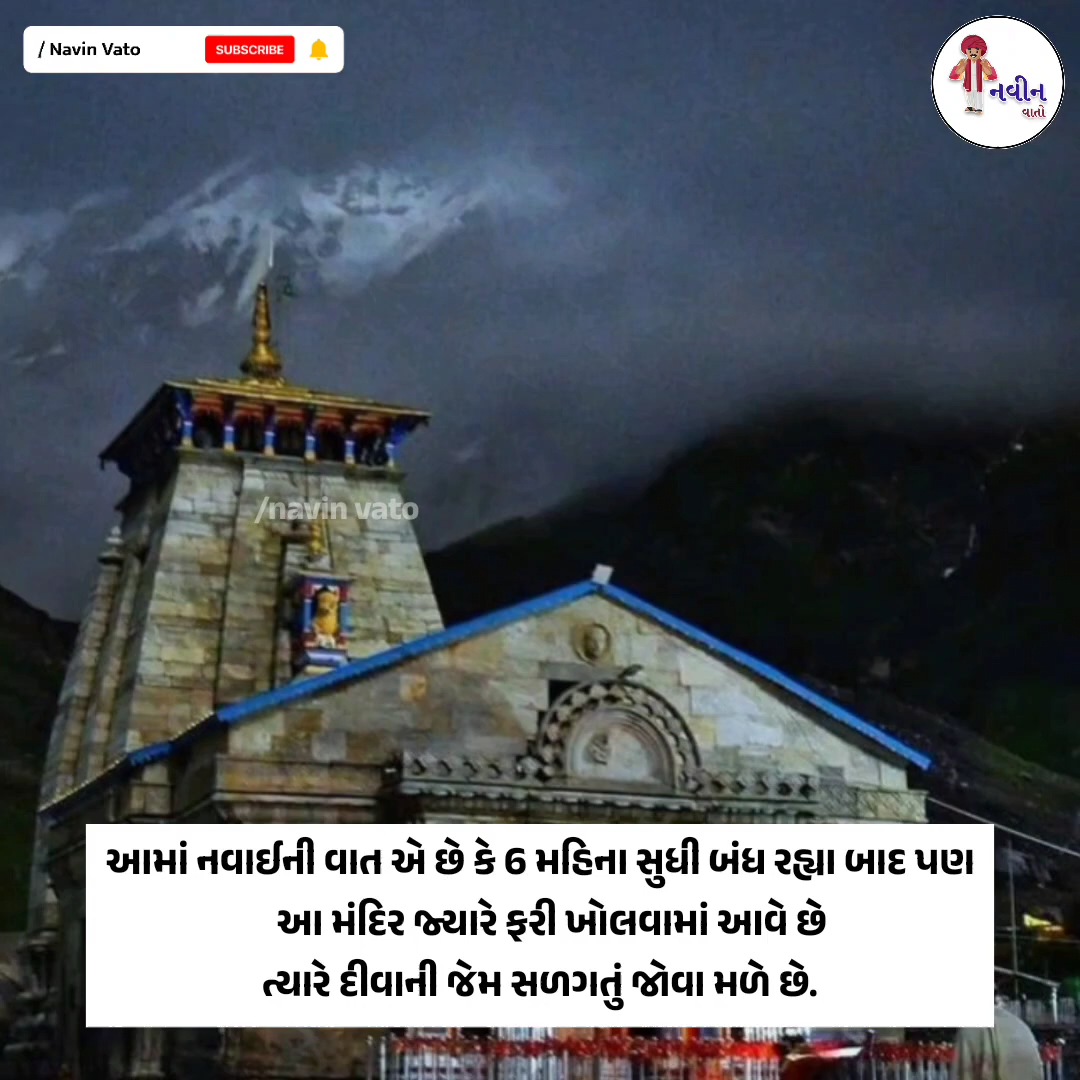 / Navin Vato
SUBSCRIBE
નવીન
વાતો
/navin vato
આમાં નવાઈની વાત એ છે કે 6 મહિના સુધી બંધ રહ્યા બાદ પણ
આ મંદિર જ્યારે ફરી ખોલવામાં આવે છે
ત્યારે દીવાની જેમ સળગતું જોવા મળે છે.